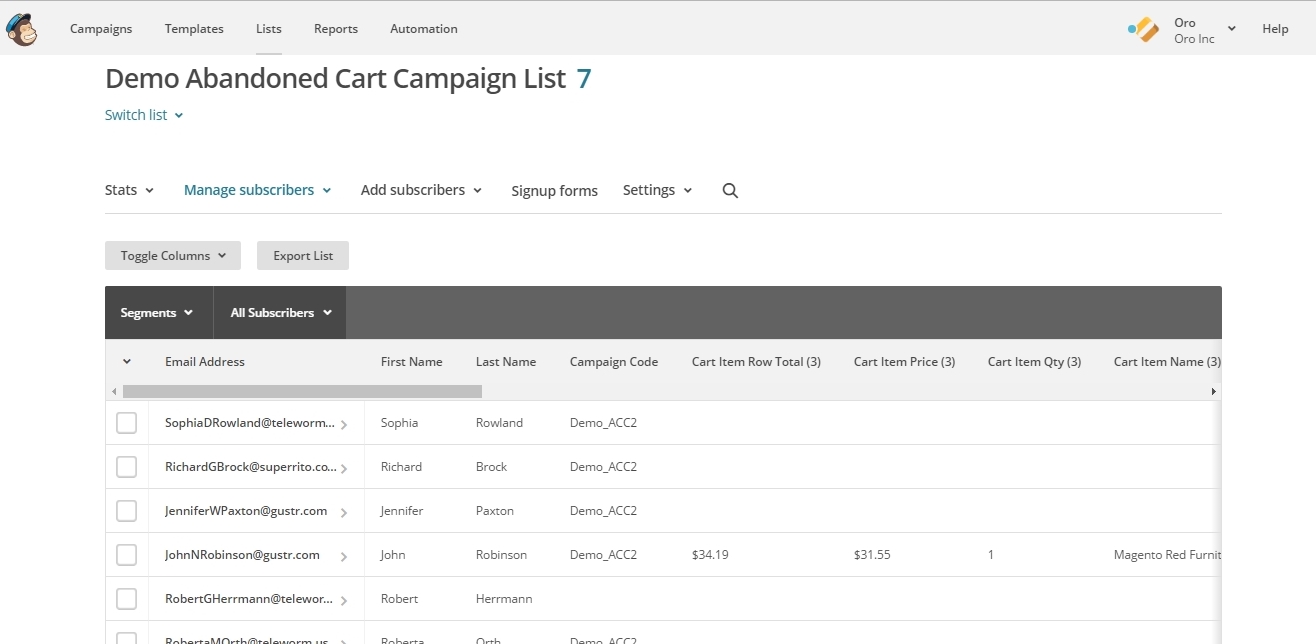 Campaigns Templates Lists Reports Automation Oro Oro Inc Help
Demo Abandoned Cart Campaign List 7
Switch list
Stats Manage subscribers Add subscribers Signup forms Settings
Toggle Columns Export List
Segments All Subscribers
Email Address First Name Last Name Campaign Code Cart Item Row Total (3) Cart Item Price (3) Cart Item Qty (3) Cart Item Name (3)
SophiaDRowland@teleworm... Sophia Rowland Demo_ACC2
RichardGBrock@superrito.co... Richard Brock Demo_ACC2
JenniferWPaxton@gustr.com Jennifer Paxton Demo_ACC2
JohnNRobinson@gustr.com John Robinson Demo_ACC2 $34.19 $31.55 1 Magento Red Furnit
RobertGHerrmann@telewor... Robert Herrmann
RobertaMOrth@teleworm.us Roberta Orth Demo_ACC2